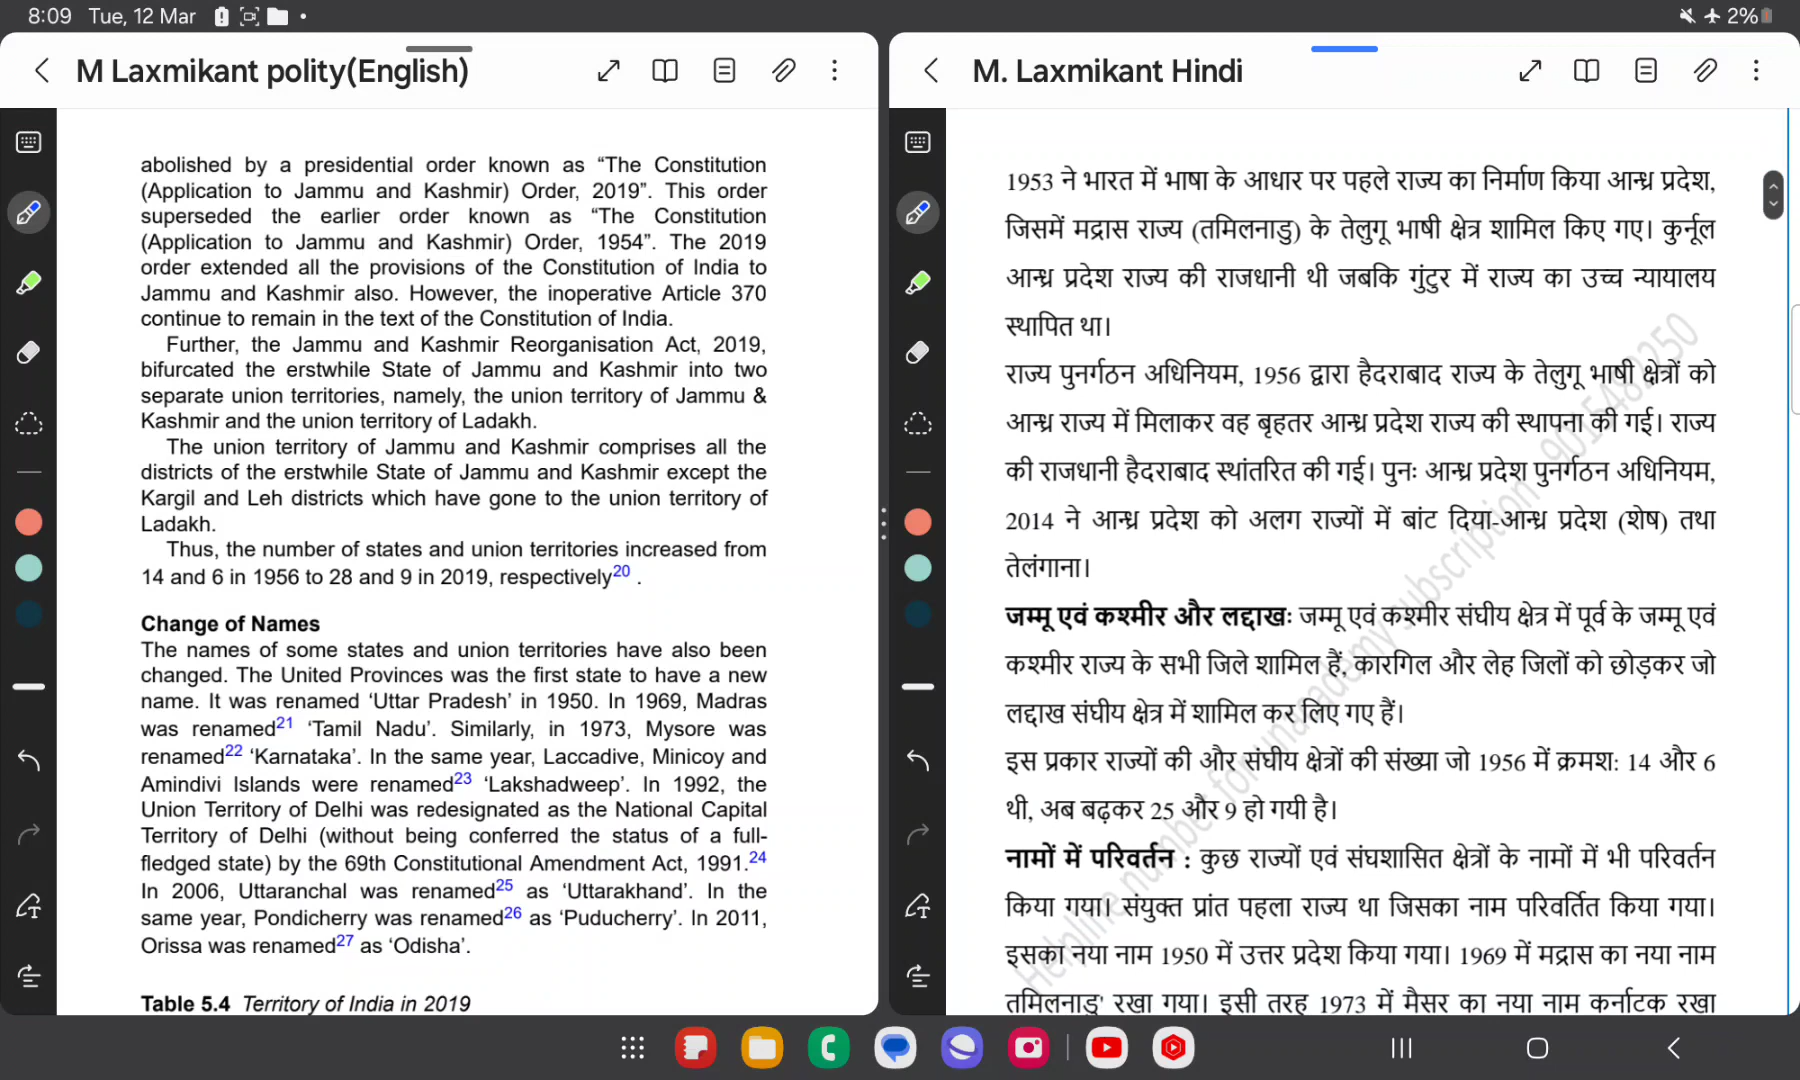 8:09 Tue, 12 Mar
2%
M Laxmikant polity(English)
abolished by a presidential order known as “The Constitution
(Application to Jammu and Kashmir) Order, 2019”. This order
superseded the earlier order known as “The Constitution
(Application to Jammu and Kashmir) Order, 1954”. The 2019
order extended all the provisions of the Constitution of India to
Jammu and Kashmir also. However, the inoperative Article 370
continue to remain in the text of the Constitution of India.
Further, the Jammu and Kashmir Reorganisation Act, 2019,
bifurcated the erstwhile State of Jammu and Kashmir into two
separate union territories, namely, the union territory of Jammu &
Kashmir and the union territory of Ladakh.
The union territory of Jammu and Kashmir comprises all the
districts of the erstwhile State of Jammu and Kashmir except the
Kargil and Leh districts which have gone to the union territory of
Ladakh.
Thus, the number of states and union territories increased from
14 and 6 in 1956 to 28 and 9 in 2019, respectively20 .
Change of Names
The names of some states and union territories have also been
changed. The United Provinces was the first state to have a new
name. It was renamed ‘Uttar Pradesh’ in 1950. In 1969, Madras
was renamed21 ‘Tamil Nadu’. Similarly, in 1973, Mysore was
renamed22 ‘Karnataka’. In the same year, Laccadive, Minicoy and
Amindivi Islands were renamed23 ‘Lakshadweep’. In 1992, the
Union Territory of Delhi was redesignated as the National Capital
Territory of Delhi (without being conferred the status of a full-
fledged state) by the 69th Constitutional Amendment Act, 1991.24
In 2006, Uttaranchal was renamed25 as ‘Uttarakhand’. In the
same year, Pondicherry was renamed26 as ‘Puducherry’. In 2011,
Orissa was renamed27 as ‘Odisha’.
Table 5.4 Territory of India in 2019
M. Laxmikant Hindi
1953 ने भारत में भाषा के आधार पर पहले राज्य का निर्माण किया आन्ध्र प्रदेश,
जिसमें मद्रास राज्य (तमिलनाडु) के तेलुगू भाषी क्षेत्र शामिल किए गए। कुर्नूल
आन्ध्र प्रदेश राज्य की राजधानी थी जबकि गुंटुर में राज्य का उच्च न्यायालय
स्थापित था।
राज्य पुनर्गठन अधिनियम, 1956 द्वारा हैदराबाद राज्य के तेलुगू भाषी क्षेत्रों को
आन्ध्र राज्य में मिलाकर वह बृहतर आन्ध्र प्रदेश राज्य की स्थापना की गई। राज्य
की राजधानी हैदराबाद स्थांतरित की गई। पुनः आन्ध्र प्रदेश पुनर्गठन अधिनियम,
2014 ने आन्ध्र प्रदेश को अलग राज्यों में बांट दिया-आन्ध्र प्रदेश (शेष) तथा
तेलंगाना।
जम्मू एवं कश्मीर और लद्दाखः जम्मू एवं कश्मीर संघीय क्षेत्र में पूर्व के जम्मू एवं
कश्मीर राज्य के सभी जिले शामिल हैं, कारगिल और लेह जिलों को छोड़कर जो
लद्दाख संघीय क्षेत्र में शामिल कर लिए गए हैं।
इस प्रकार राज्यों की और संघीय क्षेत्रों की संख्या जो 1956 में क्रमश: 14 और 6
थी, अब बढ़कर 25 और 9 हो गयी है।
नामों में परिवर्तन : कुछ राज्यों एवं संघशासित क्षेत्रों के नामों में भी परिवर्तन
किया गया। संयुक्त प्रांत पहला राज्य था जिसका नाम परिवर्तित किया गया।
इसका नया नाम 1950 में उत्तर प्रदेश किया गया। 1969 में मद्रास का नया नाम
तमिलनाडु' रखा गया। इसी तरह 1973 में मैसर का नया नाम कर्नाटक रखा
Helpline number for unacademy subscription 9015482250